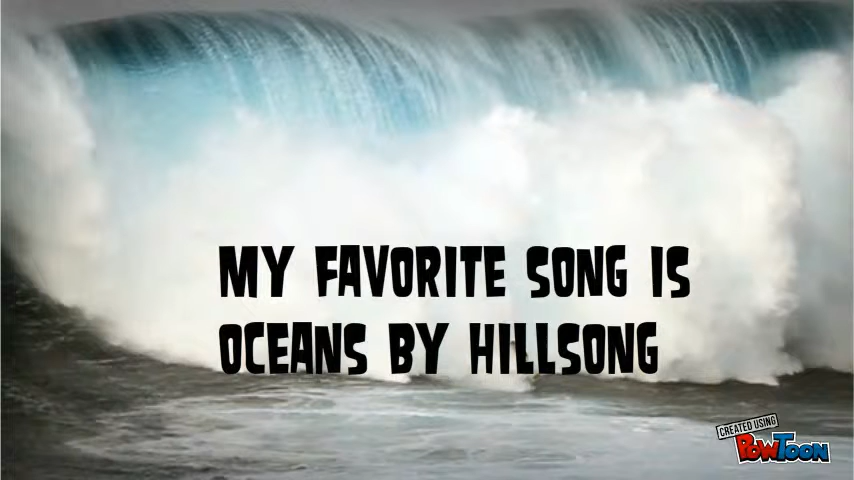 MY FAVORITE SONG IS
OCEANS BY HILLSONG
CREATED USING
POWTOON